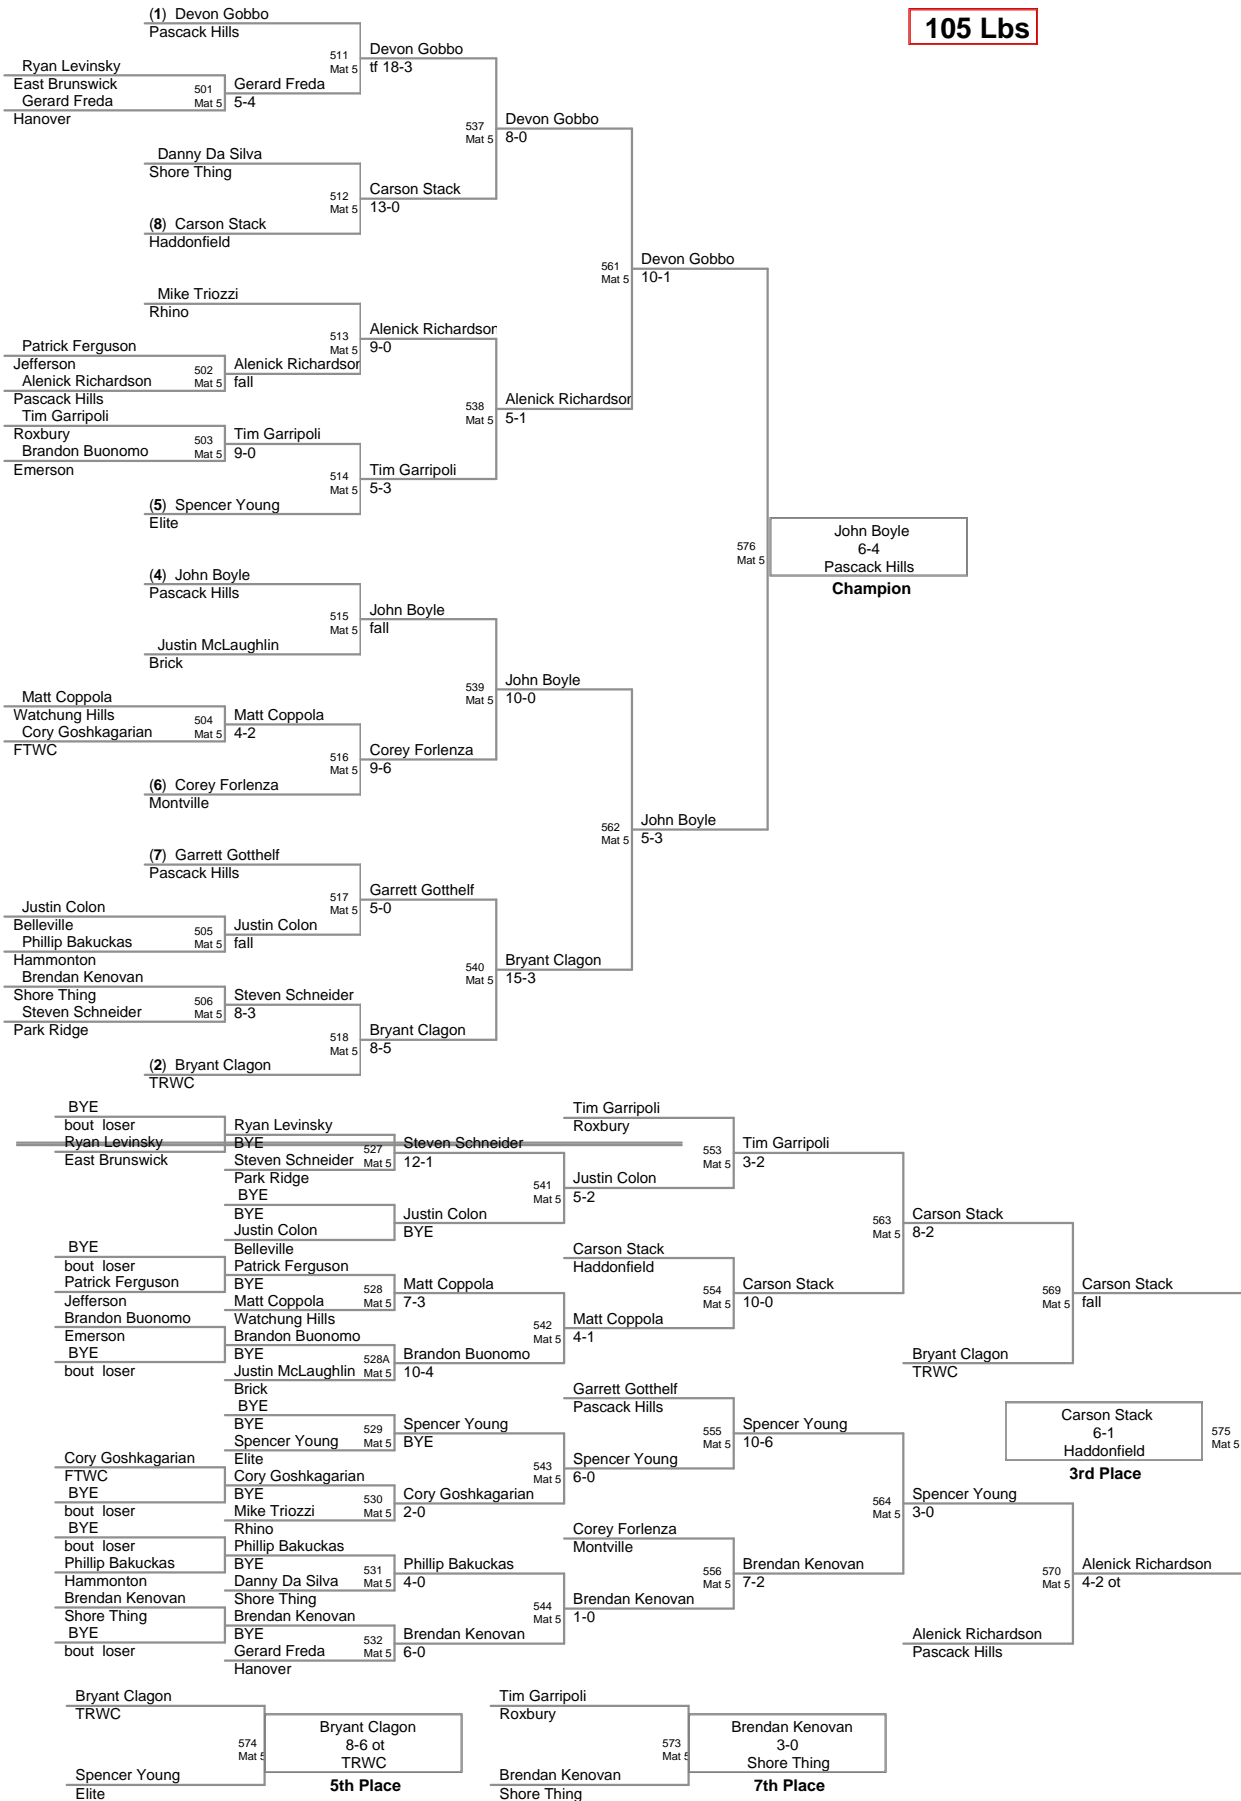 105 Lbs
(1) Devon Gobbo
Pascack Hills
511
Mat 5
Devon Gobbo
tf 18-3
Ryan Levinsky
East Brunswick
501
Mat 5
Gerard Freda
5-4
Gerard Freda
Hanover
537
Mat 5
Devon Gobbo
8-0
Danny Da Silva
Shore Thing
512
Mat 5
Carson Stack
13-0
(8) Carson Stack
Haddonfield
561
Mat 5
Devon Gobbo
10-1
Mike Triozzi
Rhino
513
Mat 5
Alenick Richardson
9-0
Patrick Ferguson
Jefferson
502
Mat 5
Alenick Richardson
fall
Alenick Richardson
Pascack Hills
538
Mat 5
Alenick Richardson
5-1
Tim Garripoli
Roxbury
503
Mat 5
Tim Garripoli
9-0
Brandon Buonomo
Emerson
514
Mat 5
Tim Garripoli
5-3
(5) Spencer Young
Elite
576
Mat 5
John Boyle
6-4
Pascack Hills
Champion
(4) John Boyle
Pascack Hills
515
Mat 5
John Boyle
fall
Justin McLaughlin
Brick
539
Mat 5
John Boyle
10-0
Matt Coppola
Watchung Hills
504
Mat 5
Matt Coppola
4-2
Cory Goshkagarian
FTWC
516
Mat 5
Corey Forlenza
9-6
(6) Corey Forlenza
Montville
562
Mat 5
John Boyle
5-3
(7) Garrett Gotthelf
Pascack Hills
517
Mat 5
Garrett Gotthelf
5-0
Justin Colon
Belleville
505
Mat 5
Justin Colon
fall
Phillip Bakuckas
Hammonton
540
Mat 5
Bryant Clagon
15-3
Brendan Kenovan
Shore Thing
506
Mat 5
Steven Schneider
8-3
Steven Schneider
Park Ridge
518
Mat 5
Bryant Clagon
8-5
(2) Bryant Clagon
TRWC
BYE
bout loser
Ryan Levinsky
BYE
Ryan Levinsky
East Brunswick
Steven Schneider
Park Ridge
527
Mat 5
Steven Schneider
12-1
BYE
BYE
Justin Colon
Belleville
Justin Colon
BYE
541
Mat 5
Justin Colon
5-2
Tim Garripoli
Roxbury
553
Mat 5
Tim Garripoli
3-2
BYE
bout loser
Patrick Ferguson
BYE
Patrick Ferguson
Jefferson
Matt Coppola
Watchung Hills
528
Mat 5
Matt Coppola
7-3
Brandon Buonomo
Emerson
Brandon Buonomo
BYE
BYE
bout loser
Justin McLaughlin
Brick
528A
Mat 5
Brandon Buonomo
10-4
542
Mat 5
Matt Coppola
4-1
Carson Stack
Haddonfield
554
Mat 5
Carson Stack
10-0
563
Mat 5
Carson Stack
8-2
569
Mat 5
Carson Stack
fall
Bryant Clagon
TRWC
BYE
BYE
Spencer Young
Elite
529
Mat 5
Spencer Young
BYE
Cory Goshkagarian
FTWC
Cory Goshkagarian
BYE
BYE
bout loser
Mike Triozzi
Rhino
530
Mat 5
Cory Goshkagarian
2-0
543
Mat 5
Spencer Young
6-0
Garrett Gotthelf
Pascack Hills
555
Mat 5
Spencer Young
10-6
Carson Stack
6-1
Haddonfield
3rd Place
575
Mat 5
BYE
bout loser
Phillip Bakuckas
BYE
Phillip Bakuckas
Hammonton
Danny Da Silva
Shore Thing
531
Mat 5
Phillip Bakuckas
4-0
Brendan Kenovan
Shore Thing
Brendan Kenovan
BYE
BYE
bout loser
Gerard Freda
Hanover
532
Mat 5
Brendan Kenovan
6-0
544
Mat 5
Brendan Kenovan
1-0
Corey Forlenza
Montville
556
Mat 5
Brendan Kenovan
7-2
564
Mat 5
Spencer Young
3-0
570
Mat 5
Alenick Richardson
4-2 ot
Alenick Richardson
Pascack Hills
Bryant Clagon
TRWC
574
Mat 5
Bryant Clagon
8-6 ot
TRWC
5th Place
Spencer Young
Elite
Tim Garripoli
Roxbury
573
Mat 5
Brendan Kenovan
3-0
Shore Thing
7th Place
Brendan Kenovan
Shore Thing